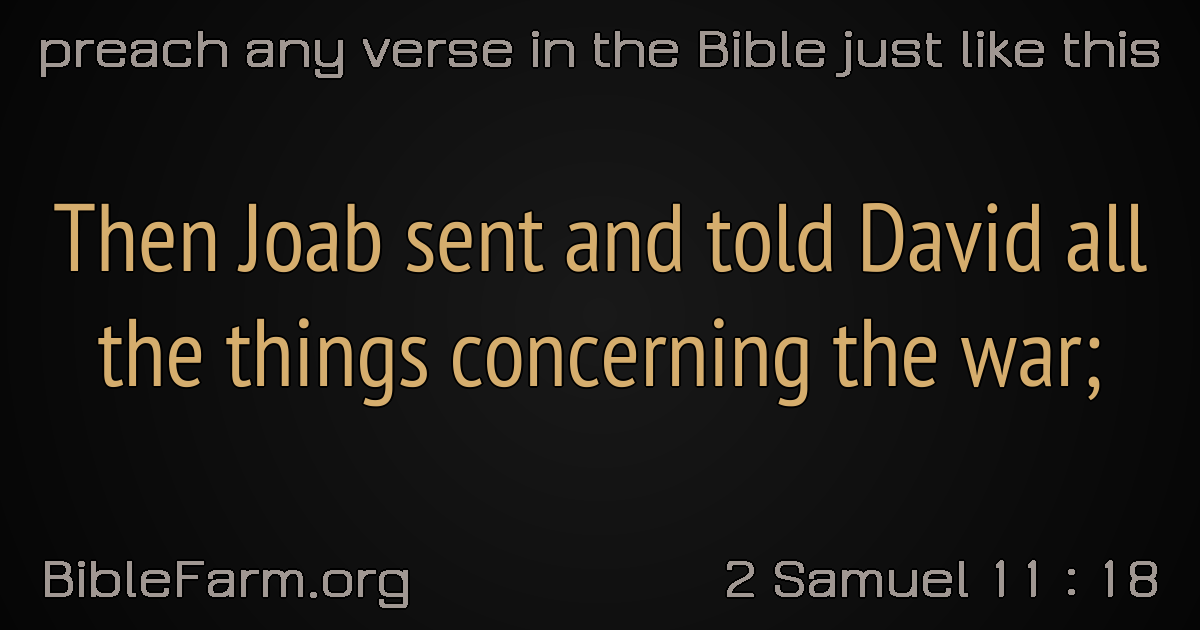 preach any verse in the Bible just like this
Then Joab sent and told David all
the things concerning the war;
BibleFarm.org
2 Samuel 11 : 18